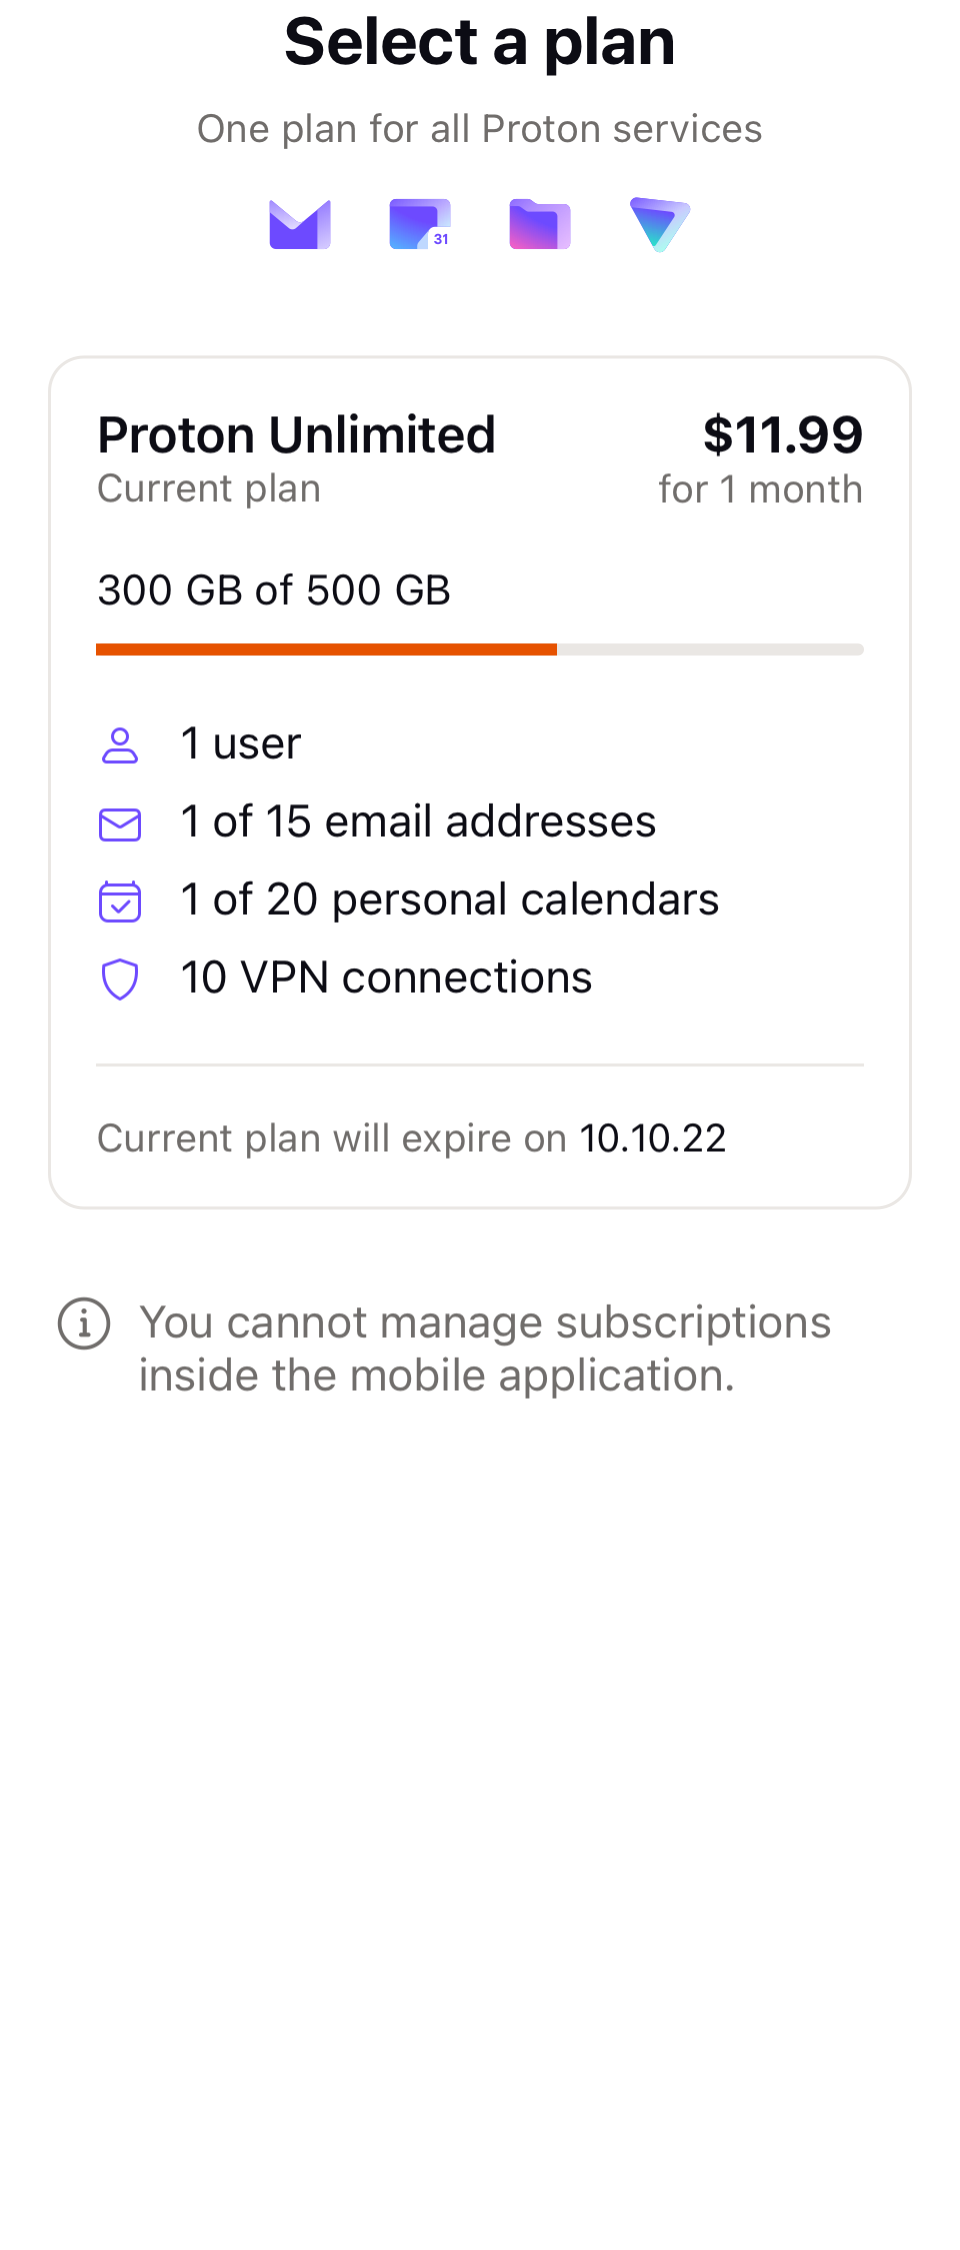 Select a plan
One plan for all Proton services
31
Proton Unlimited
$11.99
Current plan
for 1 month
300 GB of 500 GB
1 user
1 of 15 email addresses
1 of 20 personal calendars
10 VPN connections
Current plan will expire on 10.10.22
You cannot manage subscriptions
inside the mobile application.